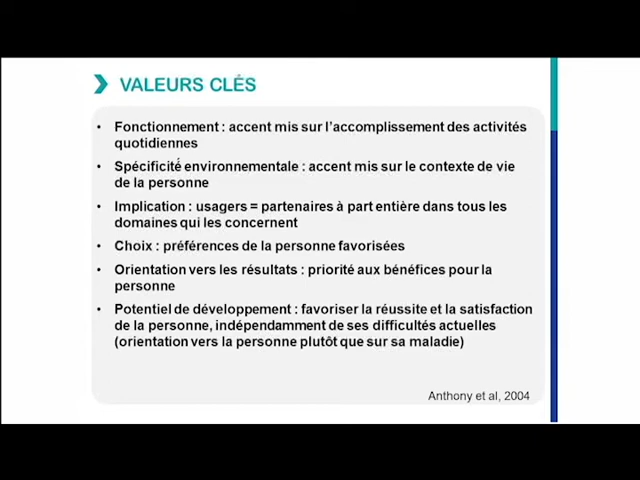 VALEURS CLÉS
• Fonctionnement : accent mis sur l'accomplissement des activités
quotidiennes
• Spécificité environnementale : accent mis sur le contexte de vie
de la personne
• Implication : usagers = partenaires à part entière dans tous les
domaines qui les concernent
• Choix : préférences de la personne favorisées
• Orientation vers les résultats : priorité aux bénéfices pour la
personne
• Potentiel de développement : favoriser la réussite et la satisfaction
de la personne, indépendamment de ses difficultés actuelles
(orientation vers la personne plutôt que sur sa maladie)
Anthony et al, 2004